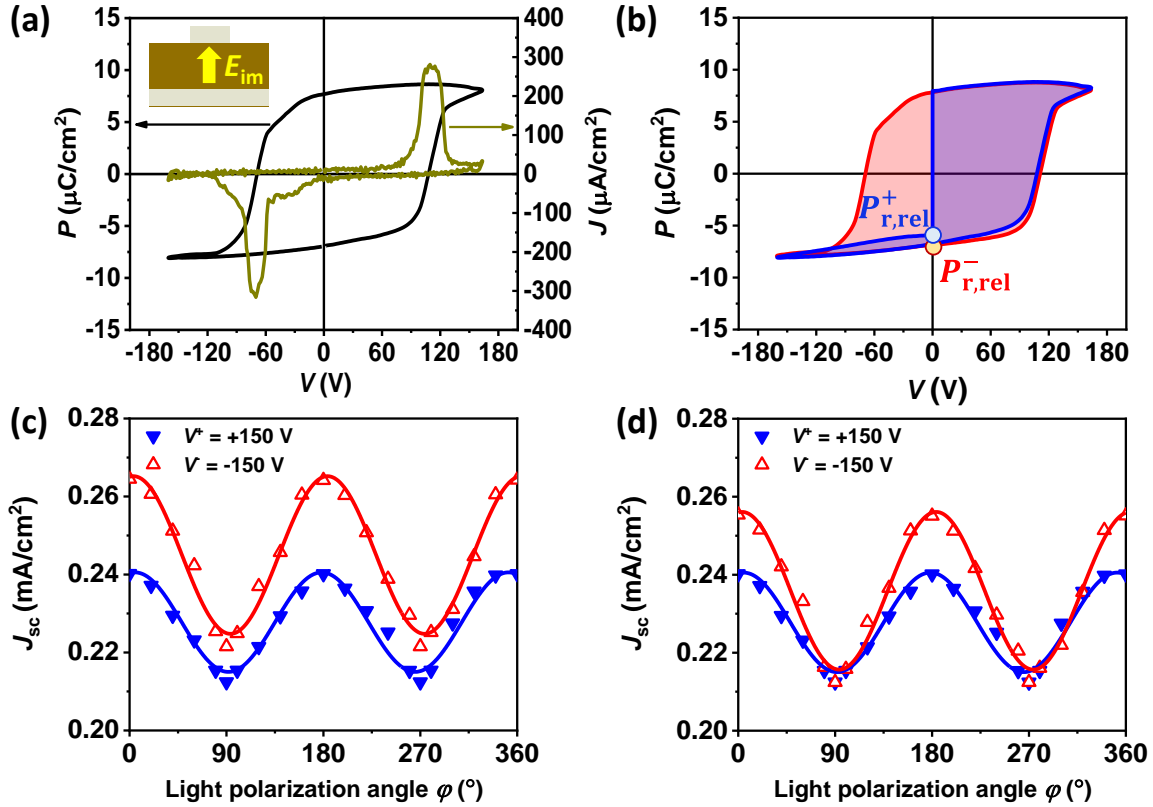 (a)
15
10
5
0
-5
-10
-15
P (μC/cm²)
-180
-120
-60
0
60
120
180
V (V)
400
300
200
100
0
-100
-200
-300
-400
J (μA/cm²)
E_im
(b)
15
10
5
0
-5
-10
-15
P (μC/cm²)
-180
-120
-60
0
60
120
180
V (V)
P⁺_r,rel
P⁻_r,rel
(c)
V⁺ = +150 V
V⁻ = -150 V
0.28
0.26
0.24
0.22
0.20
J_sc (mA/cm²)
0
90
180
270
360
Light polarization angle φ (°)
(d)
V⁺ = +150 V
V⁻ = -150 V
0.28
0.26
0.24
0.22
0.20
J_sc (mA/cm²)
0
90
180
270
360
Light polarization angle φ (°)